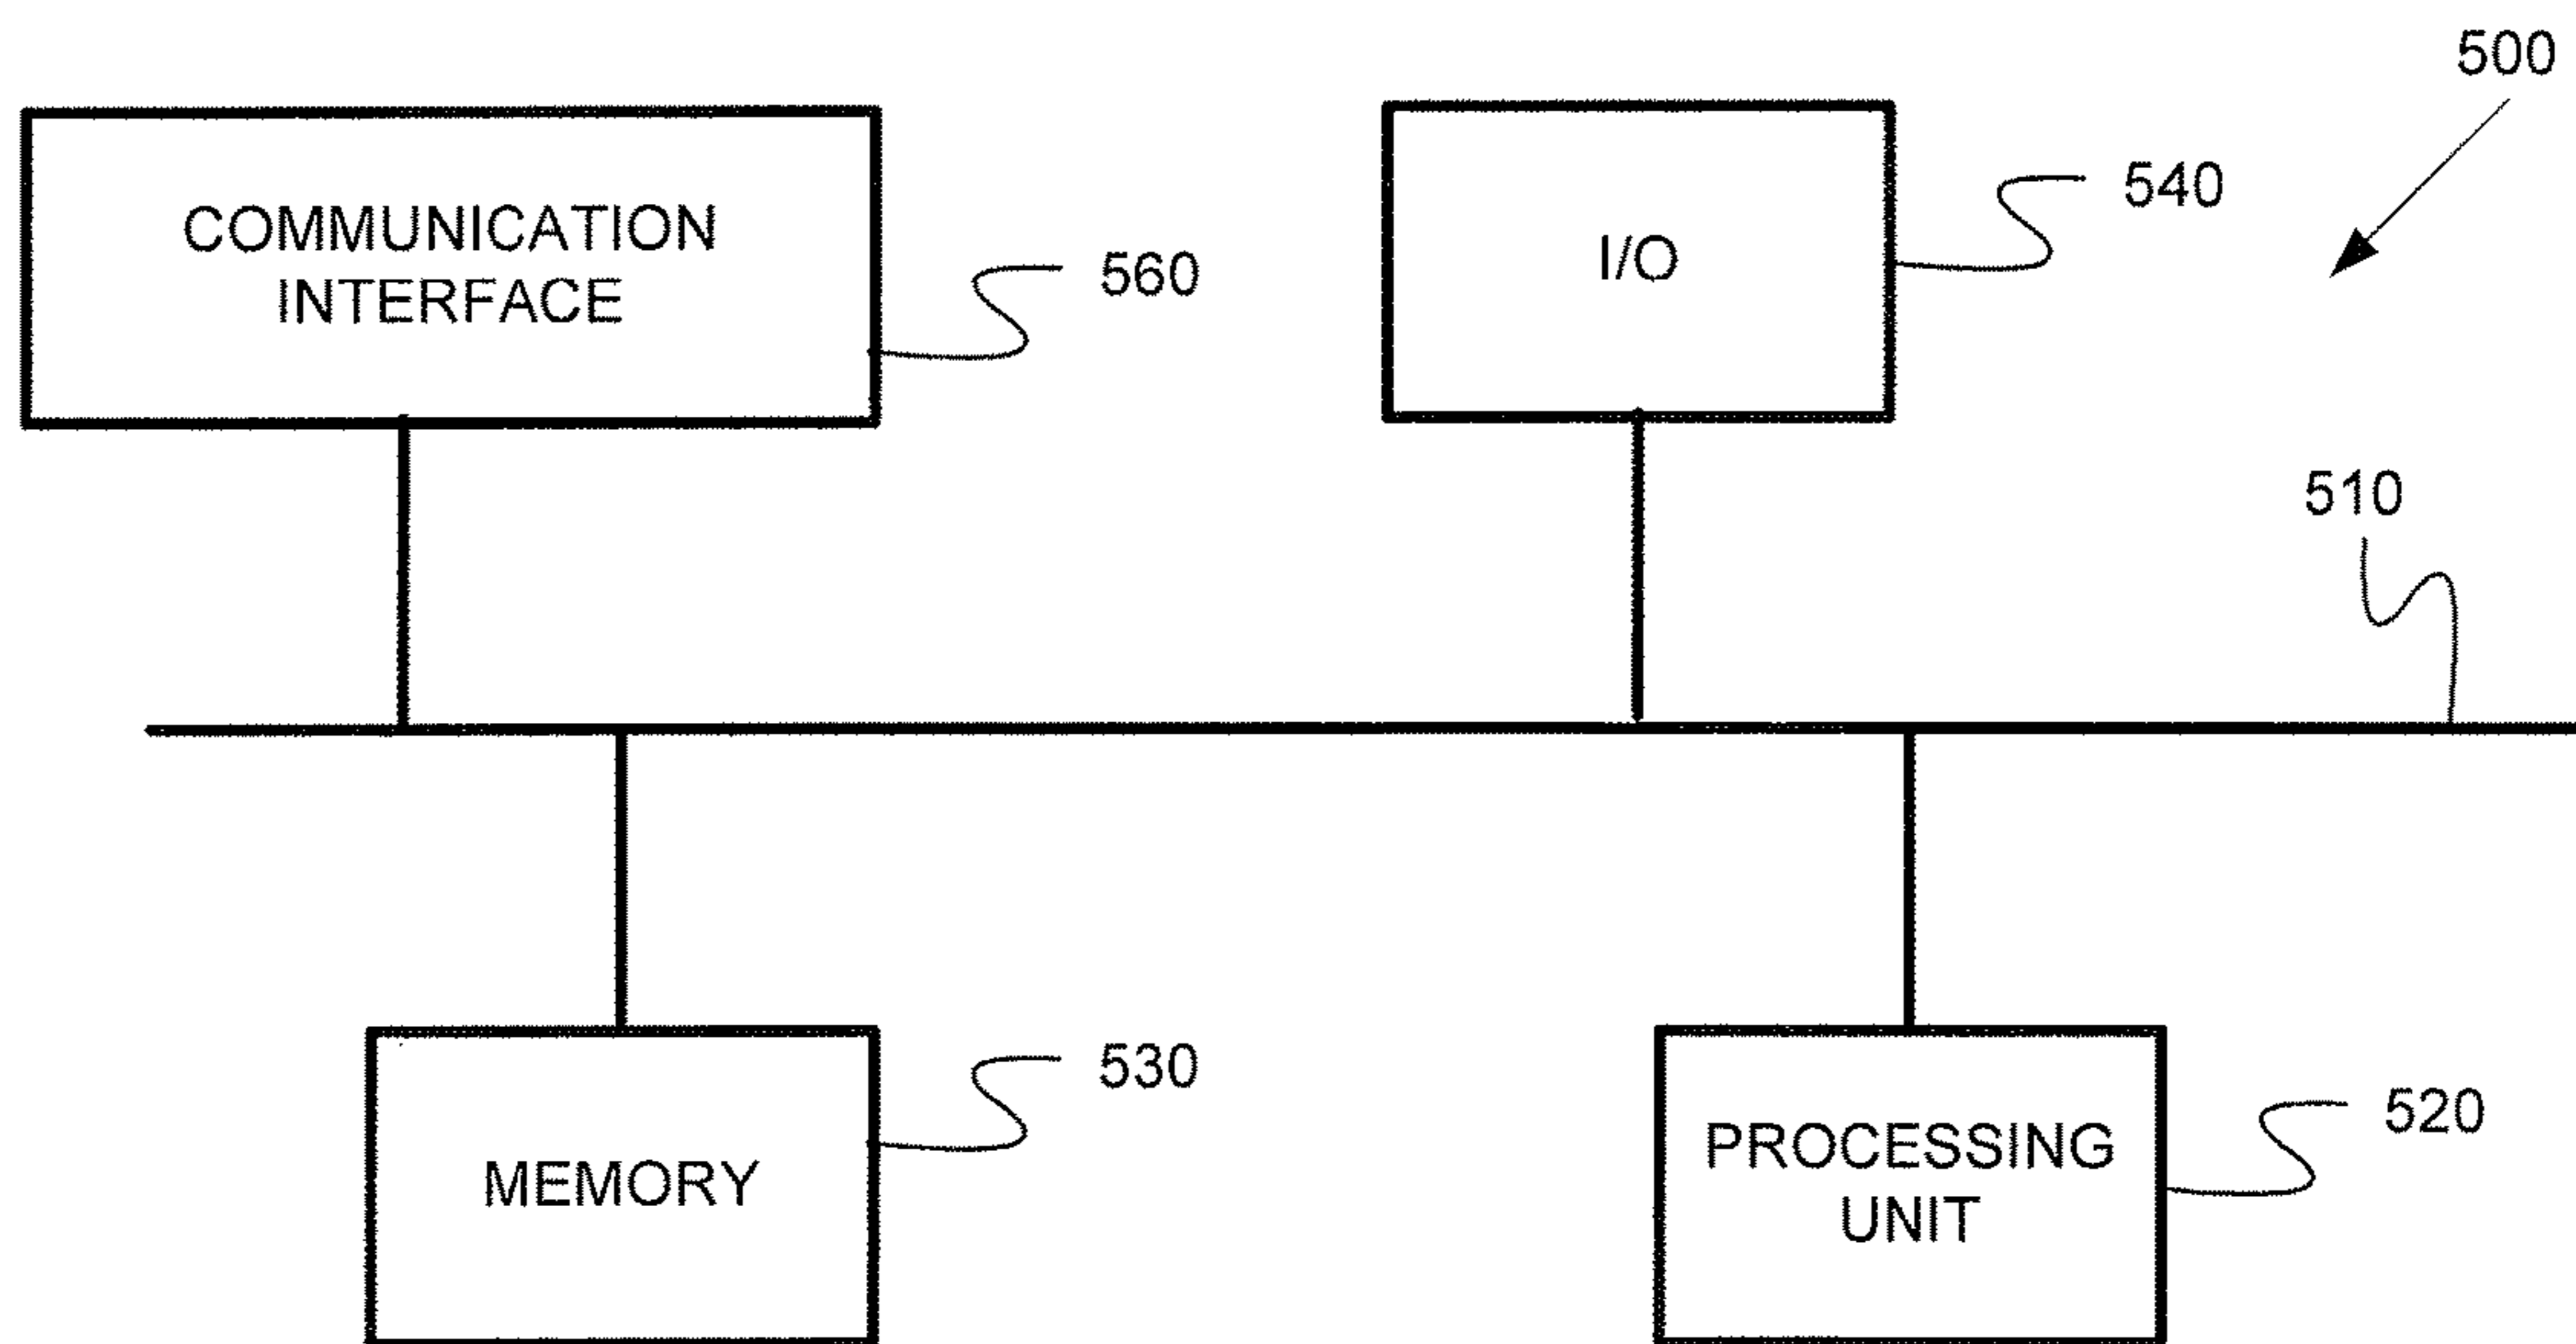 500
COMMUNICATION
INTERFACE
560
I/O
540
510
MEMORY
530
PROCESSING
UNIT
520